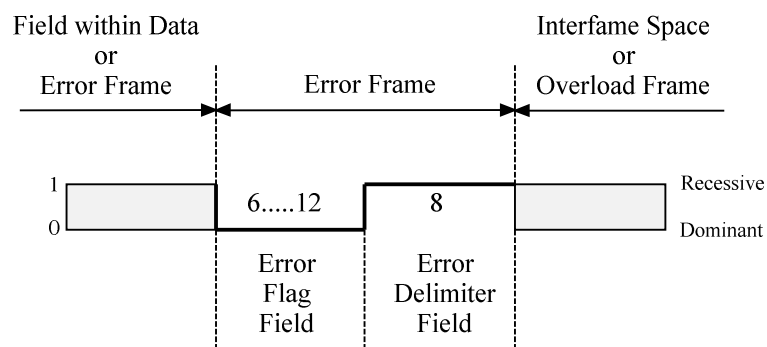 Field within Data
or
Error Frame
Error Frame
Interfame Space
or
Overload Frame
1
0
6.....12
8
Recessive
Dominant
Error
Flag
Field
Error
Delimiter
Field